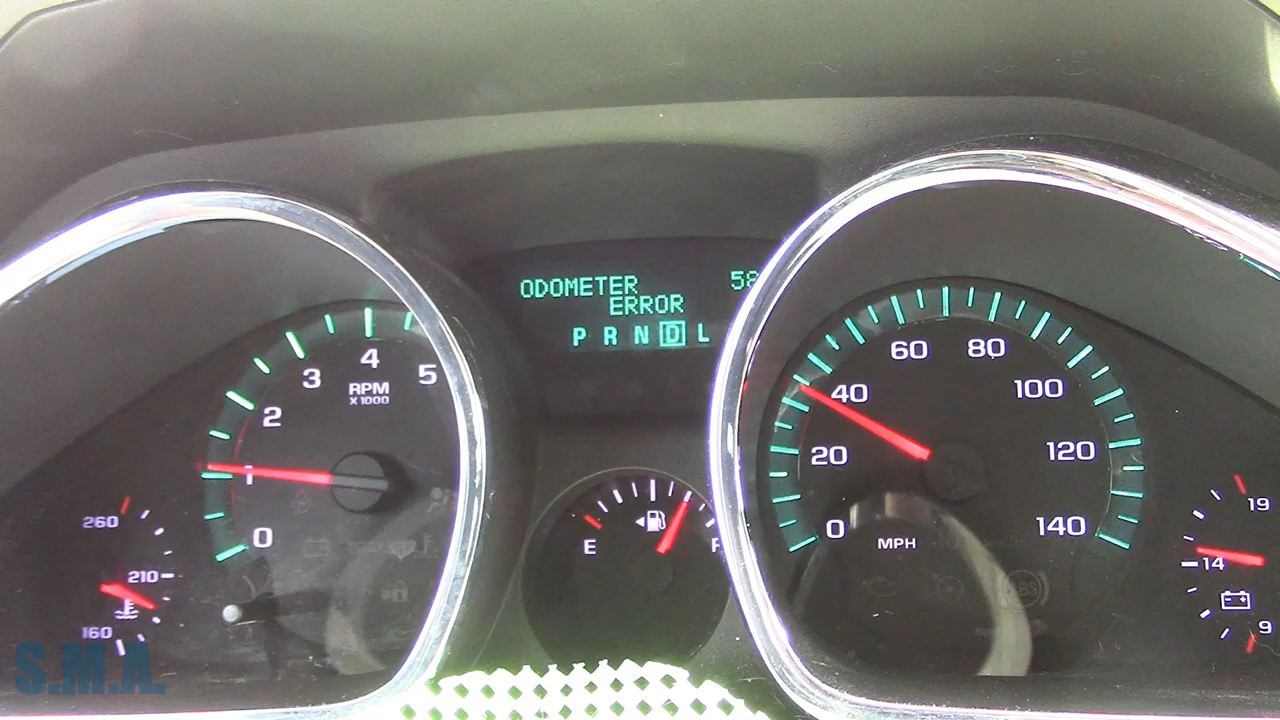 ODOMETER 58
ERROR
P R N D L
0 1 2 3 4 5
RPM
X 1000
260
210
160
E F
0 20 40 60 80 100 120 140
MPH
19
14
9
ABS
S.M.A.